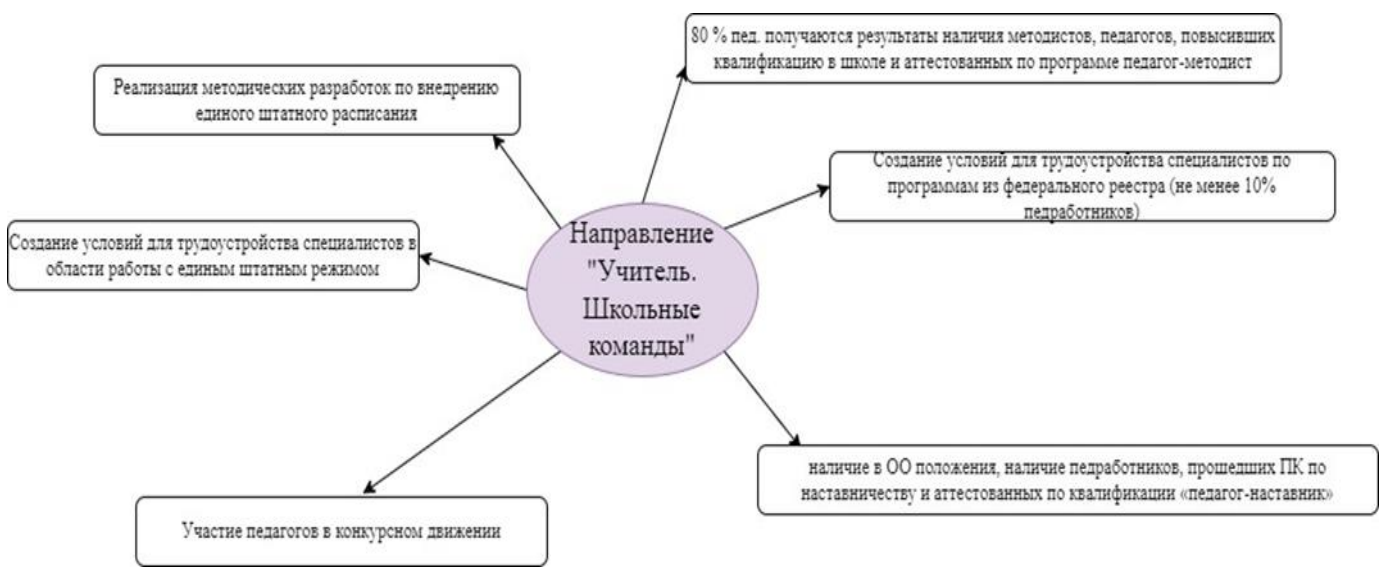 80 % пед. получаются результаты наличия методистов, педагогов, повысивших
квалификацию в школе и аттестованных по программе педагог-методист
Реализация методических разработок по внедрению
единого штатного расписания
Создание условий для трудоустройства специалистов по
программам из федерального реестра (не менее 10%
педработников)
Направление
"Учитель.
Школьные
команды"
Создание условий для трудоустройства специалистов в
области работы с единым штатным режимом
наличие в ОО положения, наличие педработников, прошедших ПК по
наставничеству и аттестованных по квалификации «педагог-наставник»
Участие педагогов в конкурсном движении